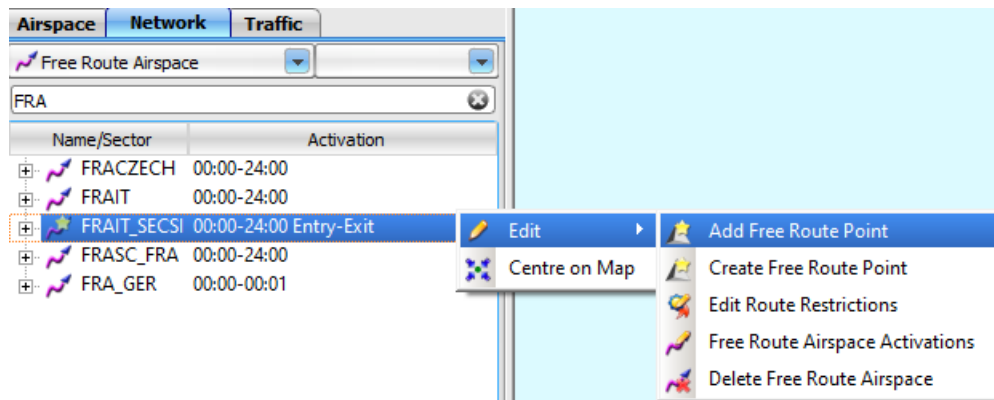 Airspace Network Traffic
Free Route Airspace
FRA
Name/Sector Activation
FRACZECH 00:00-24:00
FRAIT 00:00-24:00
FRAIT_SECSI 00:00-24:00 Entry-Exit
FRASC_FRA 00:00-24:00
FRA_GER 00:00-00:01
Edit
Centre on Map
Add Free Route Point
Create Free Route Point
Edit Route Restrictions
Free Route Airspace Activations
Delete Free Route Airspace